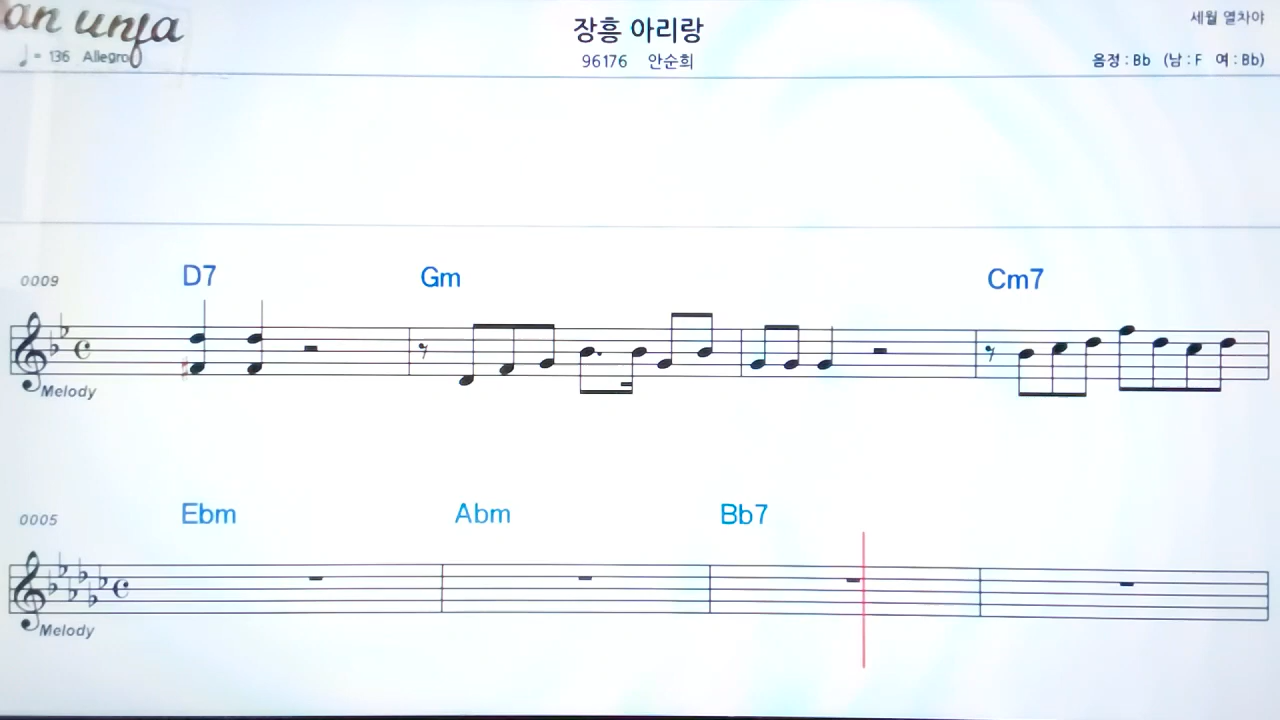 an unfa
장흥 아리랑
세월 열차야
♩= 136 Allegro
96176 안순희
음정 : Bb (남 : F 여 : Bb)
0009 D7 Gm Cm7
Melody
0005 Ebm Abm Bb7
Melody